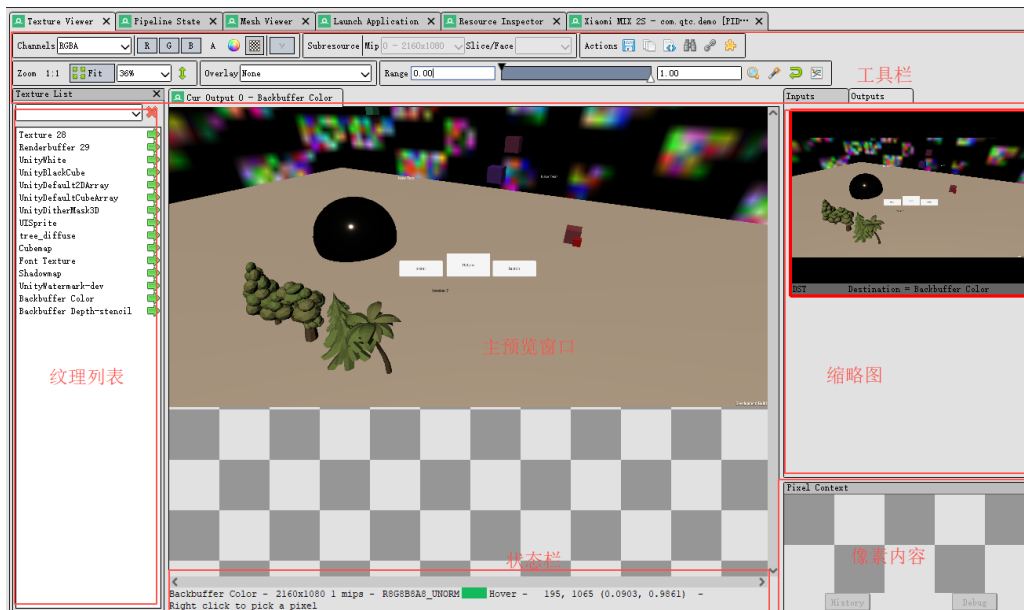 Texture Viewer Pipeline State Mesh Viewer Launch Application Resource Inspector Xiaomi MIX 2S - com.qtc.demo [PID…
Channels RGBA R G B A Subresource Mip 0 - 2160x1080 Slice/Face Actions
Zoom 1:1 Fit 36% Overlay None Range 0.00 1.00
工具栏
Texture List
Cur Output 0 - Backbuffer Color
Inputs Outputs
Texture 28
Renderbuffer 29
UnityWhite
UnityBlackCube
UnityDefault2DArray
UnityDefaultCubeArray
UnityDitherMask3D
UISprite
tree_diffuse
Cubemap
Font Texture
Shadowmap
UnityWatermark-dev
Backbuffer Color
Backbuffer Depth-stencil
纹理列表
主预览窗口
DST Destination = Backbuffer Color
缩略图
Pixel Context
像素内容
History Debug
状态栏
Backbuffer Color - 2160x1080 1 mips - R8G8B8A8_UNORM Hover - 195, 1065 (0.0903, 0.9861) -
Right click to pick a pixel